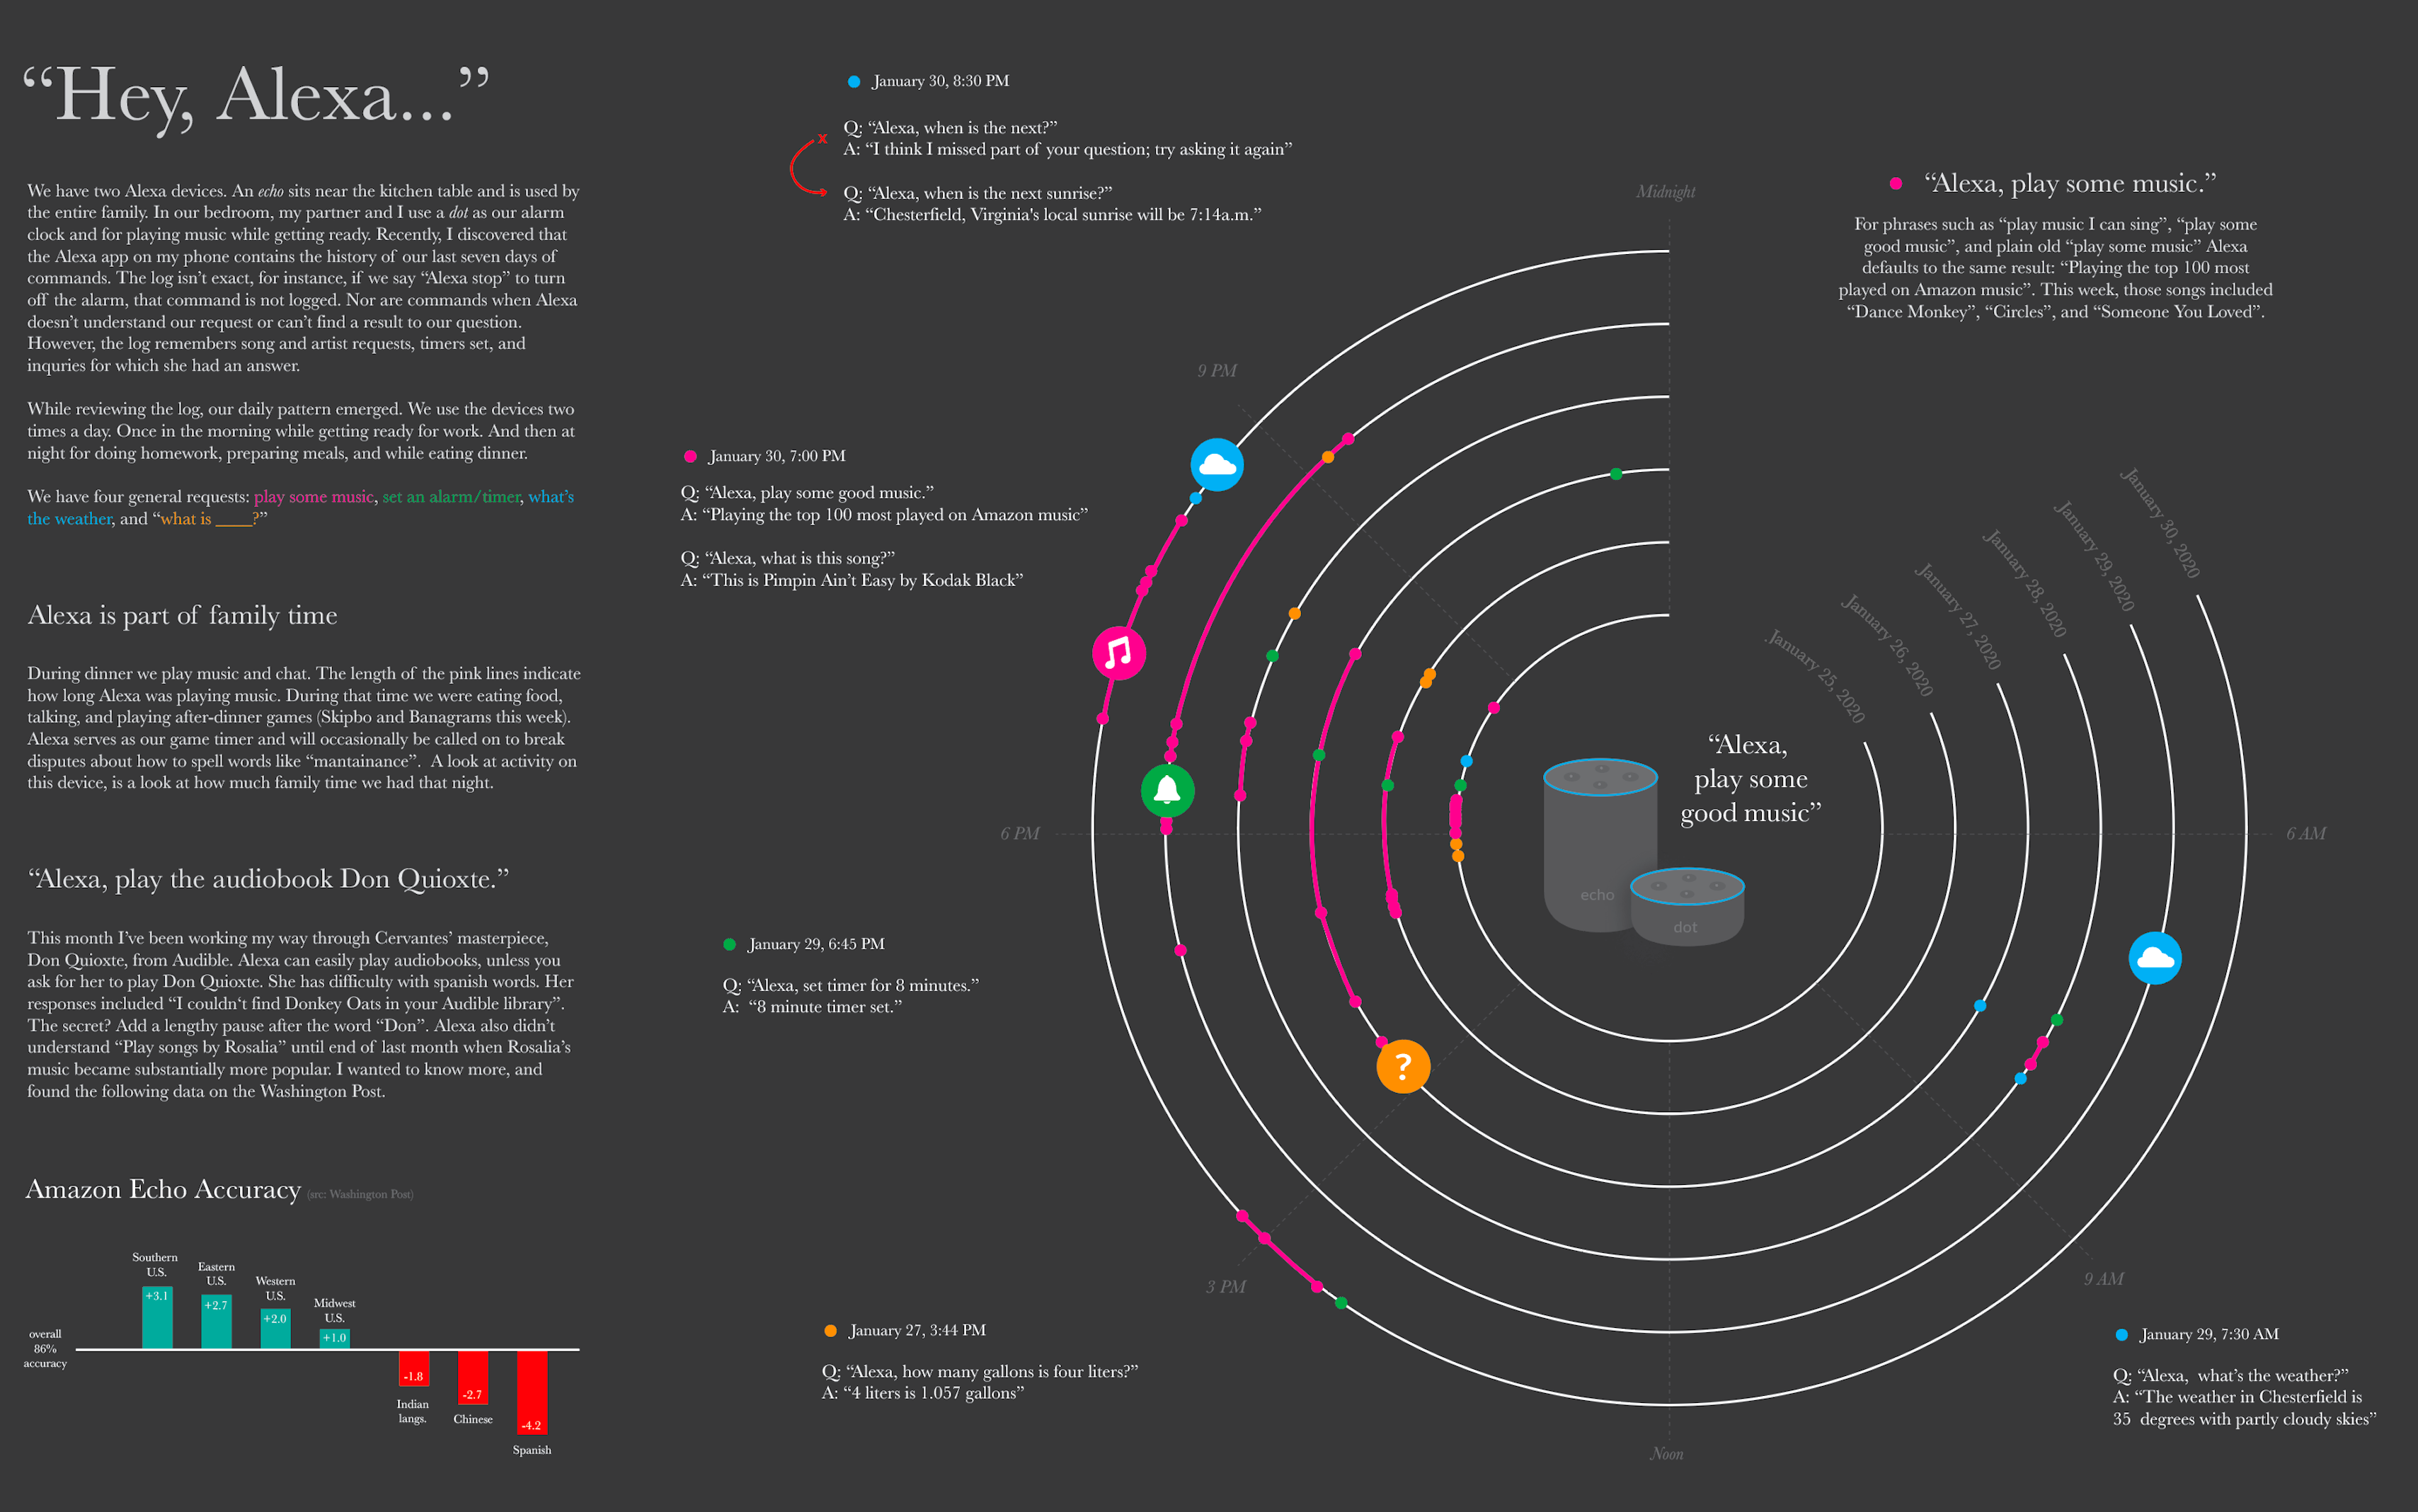 “Hey, Alexa...”
We have two Alexa devices. An echo sits near the kitchen table and is used by
the entire family. In our bedroom, my partner and I use a dot as our alarm
clock and for playing music while getting ready. Recently, I discovered that
the Alexa app on my phone contains the history of our last seven days of
commands. The log isn’t exact, for instance, if we say “Alexa stop” to turn
off the alarm, that command is not logged. Nor are commands when Alexa
doesn’t understand our request or can’t find a result to our question.
However, the log remembers song and artist requests, timers set, and
inquries for which she had an answer.
While reviewing the log, our daily pattern emerged. We use the devices two
times a day. Once in the morning while getting ready for work. And then at
night for doing homework, preparing meals, and while eating dinner.
We have four general requests: play some music, set an alarm/timer, what’s
the weather, and “what is ____?”
Alexa is part of family time
During dinner we play music and chat. The length of the pink lines indicate
how long Alexa was playing music. During that time we were eating food,
talking, and playing after-dinner games (Skipbo and Banagrams this week).
Alexa serves as our game timer and will occasionally be called on to break
disputes about how to spell words like “mantainance”. A look at activity on
this device, is a look at how much family time we had that night.
“Alexa, play the audiobook Don Quioxte.”
This month I’ve been working my way through Cervantes’ masterpiece,
Don Quioxte, from Audible. Alexa can easily play audiobooks, unless you
ask for her to play Don Quioxte. She has difficulty with spanish words. Her
responses included “I couldn‘t find Donkey Oats in your Audible library”.
The secret? Add a lengthy pause after the word “Don”. Alexa also didn’t
understand “Play songs by Rosalia” until end of last month when Rosalia’s
music became substantially more popular. I wanted to know more, and
found the following data on the Washington Post.
Amazon Echo Accuracy (src: Washington Post)
Southern
U.S.
+3.1
Eastern
U.S.
+2.7
Western
U.S.
+2.0
Midwest
U.S.
+1.0
overall
86%
accuracy
-1.8
Indian
langs.
-2.7
Chinese
-4.2
Spanish
January 30, 8:30 PM
x
Q: “Alexa, when is the next?”
A: “I think I missed part of your question; try asking it again”
Q: “Alexa, when is the next sunrise?”
A: “Chesterfield, Virginia's local sunrise will be 7:14a.m.”
January 30, 7:00 PM
Q: “Alexa, play some good music.”
A: “Playing the top 100 most played on Amazon music”
Q: “Alexa, what is this song?”
A: “This is Pimpin Ain’t Easy by Kodak Black”
January 29, 6:45 PM
Q: “Alexa, set timer for 8 minutes.”
A: “8 minute timer set.”
January 27, 3:44 PM
Q: “Alexa, how many gallons is four liters?”
A: “4 liters is 1.057 gallons”
Midnight
9 PM
6 PM
3 PM
Noon
9 AM
6 AM
?
January 25, 2020
January 26, 2020
January 27, 2020
January 28, 2020
January 29, 2020
January 30, 2020
“Alexa,
play some
good music”
echo
dot
“Alexa, play some music.”
For phrases such as “play music I can sing”, “play some
good music”, and plain old “play some music” Alexa
defaults to the same result: “Playing the top 100 most
played on Amazon music”. This week, those songs included
“Dance Monkey”, “Circles”, and “Someone You Loved”.
January 29, 7:30 AM
Q: “Alexa, what’s the weather?”
A: “The weather in Chesterfield is
35 degrees with partly cloudy skies”